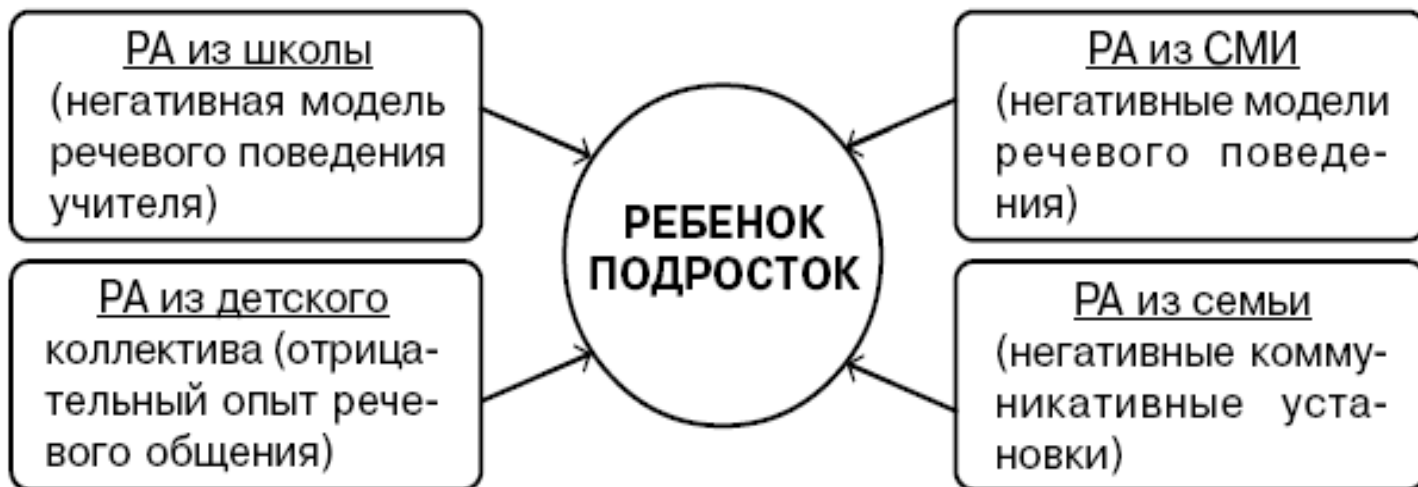 РА из школы
(негативная модель
речевого поведения
учителя)
РА из СМИ
(негативные модели
речевого поведе-
ния)
РЕБЕНОК
ПОДРОСТОК
РА из детского
коллектива (отрица-
тельный опыт рече-
вого общения)
РА из семьи
(негативные комму-
никативные уста-
новки)